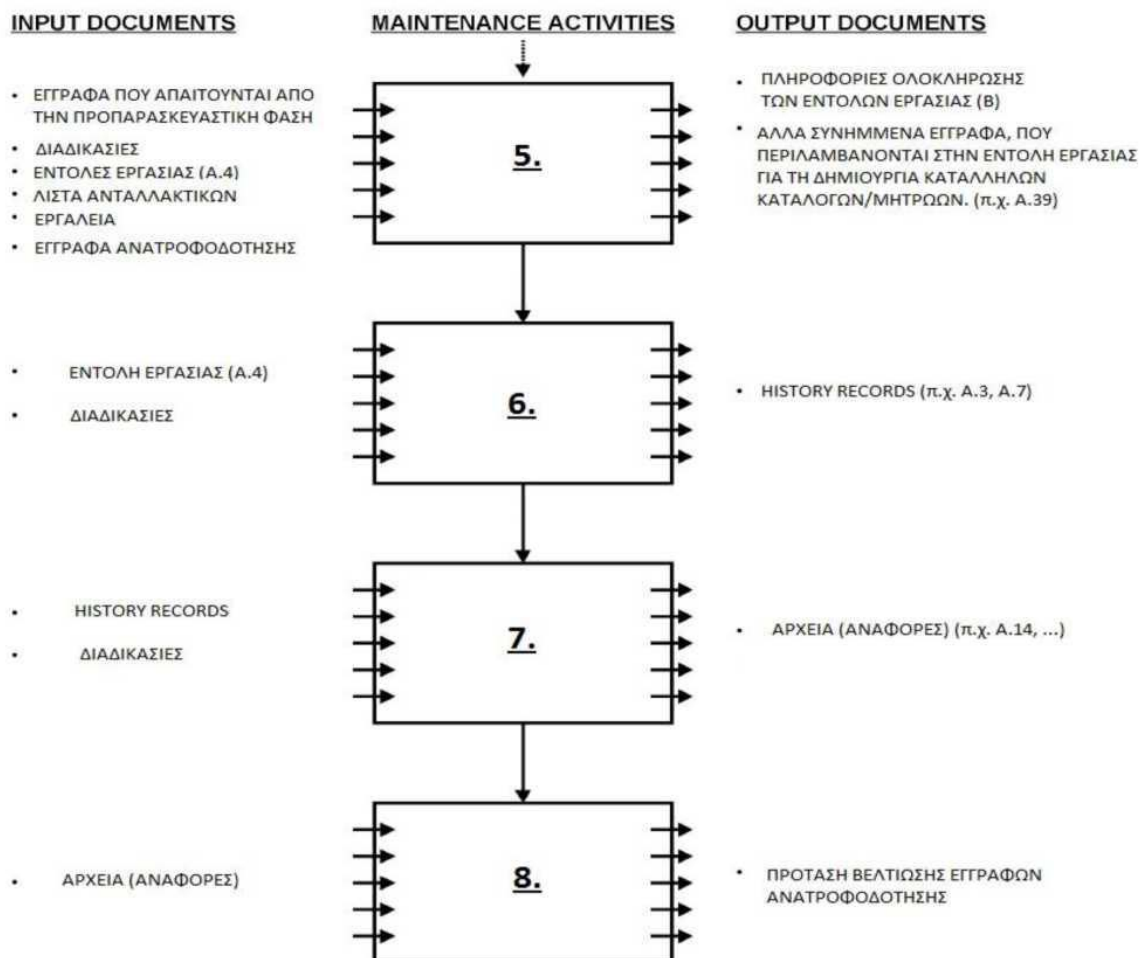 INPUT DOCUMENTS
MAINTENANCE ACTIVITIES
OUTPUT DOCUMENTS
• ΕΓΓΡΑΦΑ ΠΟΥ ΑΠΑΙΤΟΥΝΤΑΙ ΑΠΟ
ΤΗΝ ΠΡΟΠΑΡΑΣΚΕΥΑΣΤΙΚΗ ΦΑΣΗ
• ΔΙΑΔΙΚΑΣΙΕΣ
• ΕΝΤΟΛΕΣ ΕΡΓΑΣΙΑΣ (Α.4)
• ΛΙΣΤΑ ΑΝΤΑΛΛΑΚΤΙΚΩΝ
• ΕΡΓΑΛΕΙΑ
• ΕΓΓΡΑΦΑ ΑΝΑΤΡΟΦΟΔΟΤΗΣΗΣ
5.
• ΠΛΗΡΟΦΟΡΙΕΣ ΟΛΟΚΛΗΡΩΣΗΣ
ΤΩΝ ΕΝΤΟΛΩΝ ΕΡΓΑΣΙΑΣ (Β)
• ΑΛΛΑ ΣΥΝΗΜΜΕΝΑ ΕΓΓΡΑΦΑ, ΠΟΥ
ΠΕΡΙΛΑΜΒΑΝΟΝΤΑΙ ΣΤΗΝ ΕΝΤΟΛΗ ΕΡΓΑΣΙΑΣ
ΓΙΑ ΤΗ ΔΗΜΙΟΥΡΓΙΑ ΚΑΤΑΛΛΗΛΩΝ
ΚΑΤΑΛΟΓΩΝ/ΜΗΤΡΩΩΝ. (π.χ. Α.39)
• ΕΝΤΟΛΗ ΕΡΓΑΣΙΑΣ (Α.4)
• ΔΙΑΔΙΚΑΣΙΕΣ
6.
• HISTORY RECORDS (π.χ. Α.3, Α.7)
• HISTORY RECORDS
• ΔΙΑΔΙΚΑΣΙΕΣ
7.
• ΑΡΧΕΙΑ (ΑΝΑΦΟΡΕΣ) (π.χ. Α.14, ...)
• ΑΡΧΕΙΑ (ΑΝΑΦΟΡΕΣ)
8.
• ΠΡΟΤΑΣΗ ΒΕΛΤΙΩΣΗΣ ΕΓΓΡΑΦΩΝ
ΑΝΑΤΡΟΦΟΔΟΤΗΣΗΣ